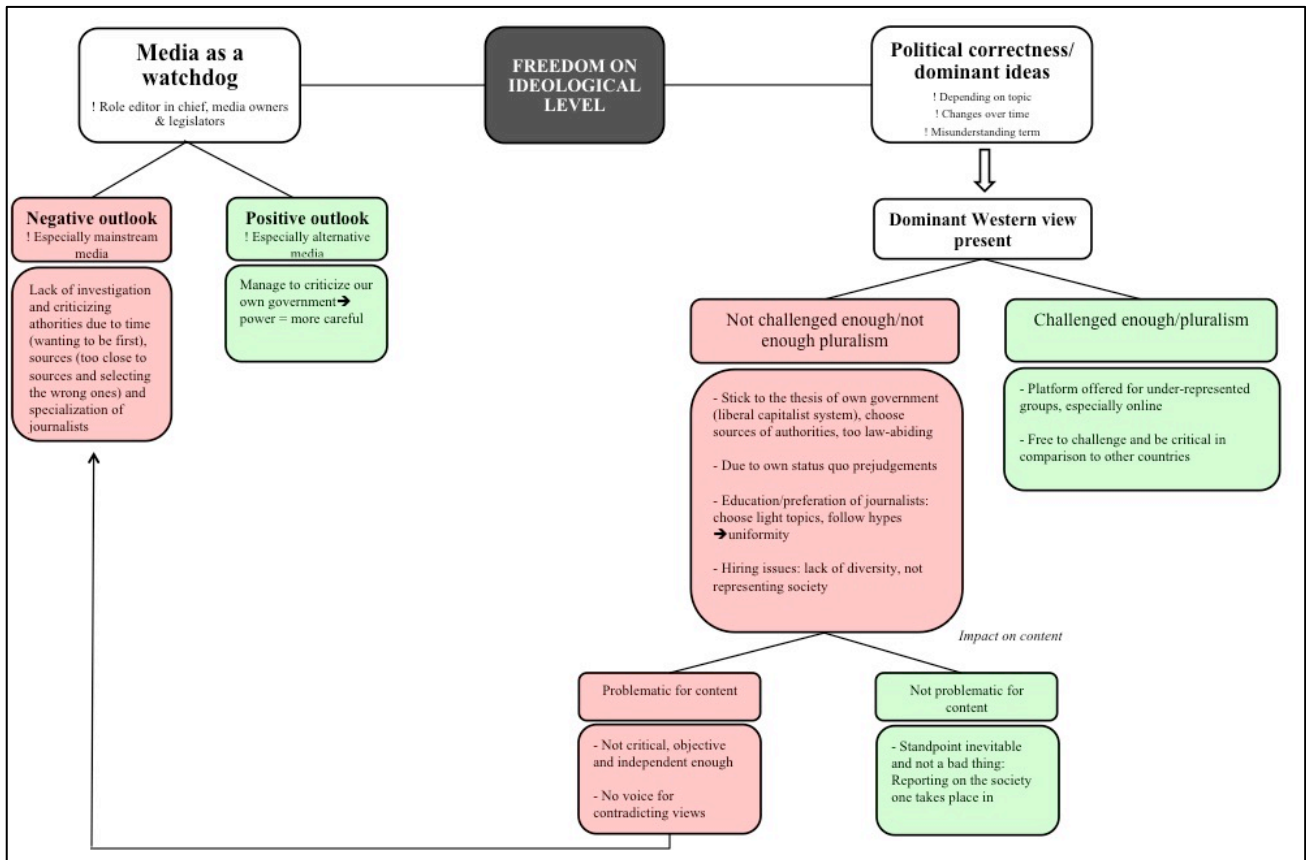 Media as a
watchdog
! Role editor in chief, media owners
& legislators
FREEDOM ON
IDEOLOGICAL
LEVEL
Political correctness/
dominant ideas
! Depending on topic
! Changes over time
! Misunderstanding term
Negative outlook
! Especially mainstream
media
Lack of investigation
and criticizing
athorities due to time
(wanting to be first),
sources (too close to
sources and selecting
the wrong ones) and
specialization of
journalists
Positive outlook
! Especially alternative
media
Manage to criticize our
own government➔
power = more careful
Dominant Western view
present
Not challenged enough/not
enough pluralism
- Stick to the thesis of own government
(liberal capitalist system), choose
sources of authorities, too law-abiding
- Due to own status quo prejudgements
- Education/preferation of journalists:
choose light topics, follow hypes
➔uniformity
- Hiring issues: lack of diversity, not
representing society
Challenged enough/pluralism
- Platform offered for under-represented
groups, especially online
- Free to challenge and be critical in
comparison to other countries
Impact on content
Problematic for content
- Not critical, objective
and independent enough
- No voice for
contradicting views
Not problematic for
content
- Standpoint inevitable
and not a bad thing:
Reporting on the society
one takes place in